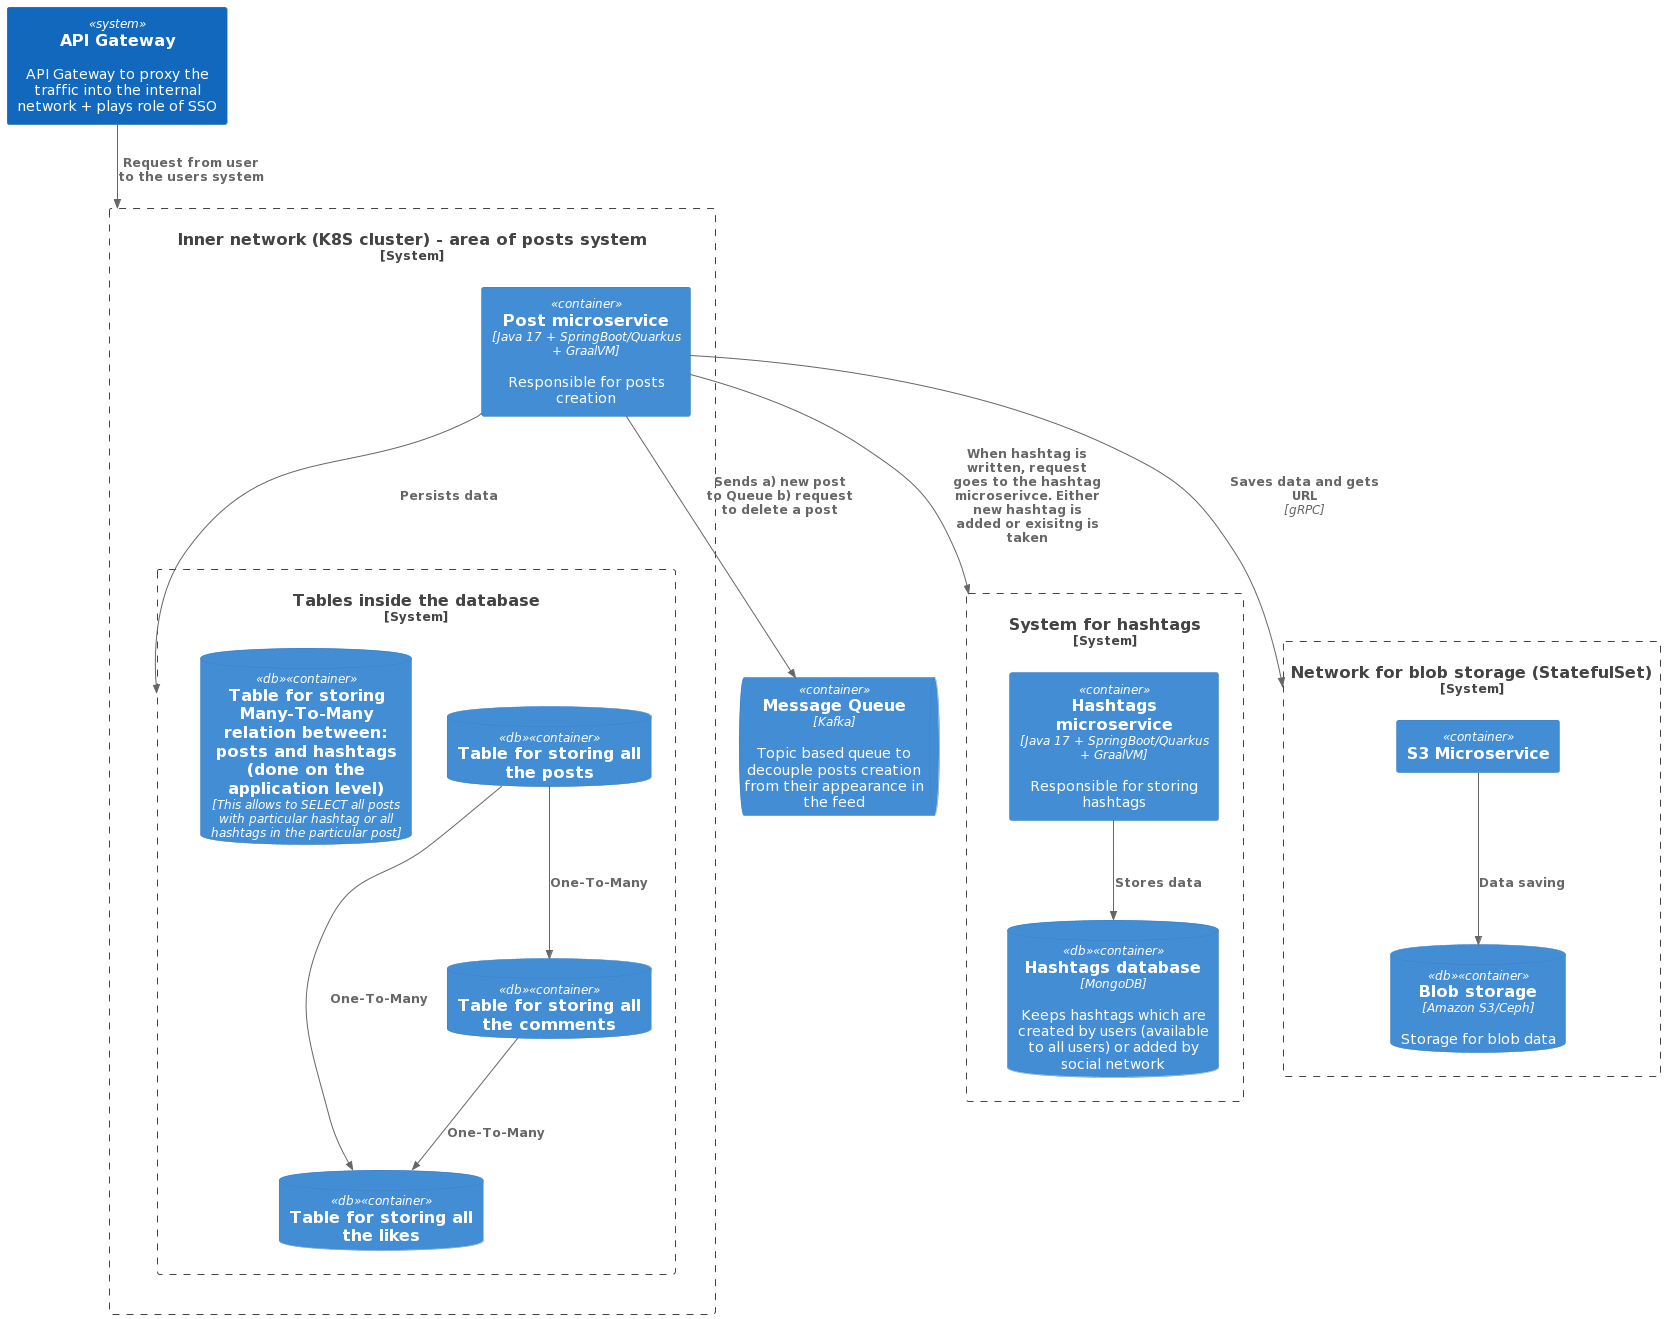 «system»
API Gateway
API Gateway to proxy the
traffic into the internal
network + plays role of SSO
Request from user
to the users system
Inner network (K8S cluster) - area of posts system
[System]
«container»
Post microservice
[Java 17 + SpringBoot/Quarkus
+ GraalVM]
Responsible for posts
creation
Persists data
Sends a) new post
to Queue b) request
to delete a post
When hashtag is
written, request
goes to the hashtag
microserivce. Either
new hashtag is
added or exisitng is
taken
Saves data and gets
URL
[gRPC]
Tables inside the database
[System]
«db»«container»
Table for storing
Many-To-Many
relation between:
posts and hashtags
(done on the
application level)
[This allows to SELECT all posts
with particular hashtag or all
hashtags in the particular post]
«db»«container»
Table for storing all
the posts
One-To-Many
One-To-Many
«db»«container»
Table for storing all
the comments
One-To-Many
«db»«container»
Table for storing all
the likes
«container»
Message Queue
[Kafka]
Topic based queue to
decouple posts creation
from their appearance in
the feed
System for hashtags
[System]
«container»
Hashtags
microservice
[Java 17 + SpringBoot/Quarkus
+ GraalVM]
Responsible for storing
hashtags
Stores data
«db»«container»
Hashtags database
[MongoDB]
Keeps hashtags which are
created by users (available
to all users) or added by
social network
Network for blob storage (StatefulSet)
[System]
«container»
S3 Microservice
Data saving
«db»«container»
Blob storage
[Amazon S3/Ceph]
Storage for blob data